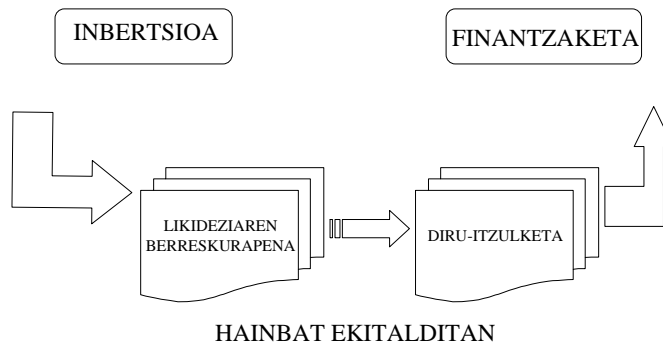 INBERTSIOA
FINANTZAKETA
LIKIDEZIAREN
BERRESKURAPENA
DIRU-ITZULKETA
HAINBAT EKITALDITAN